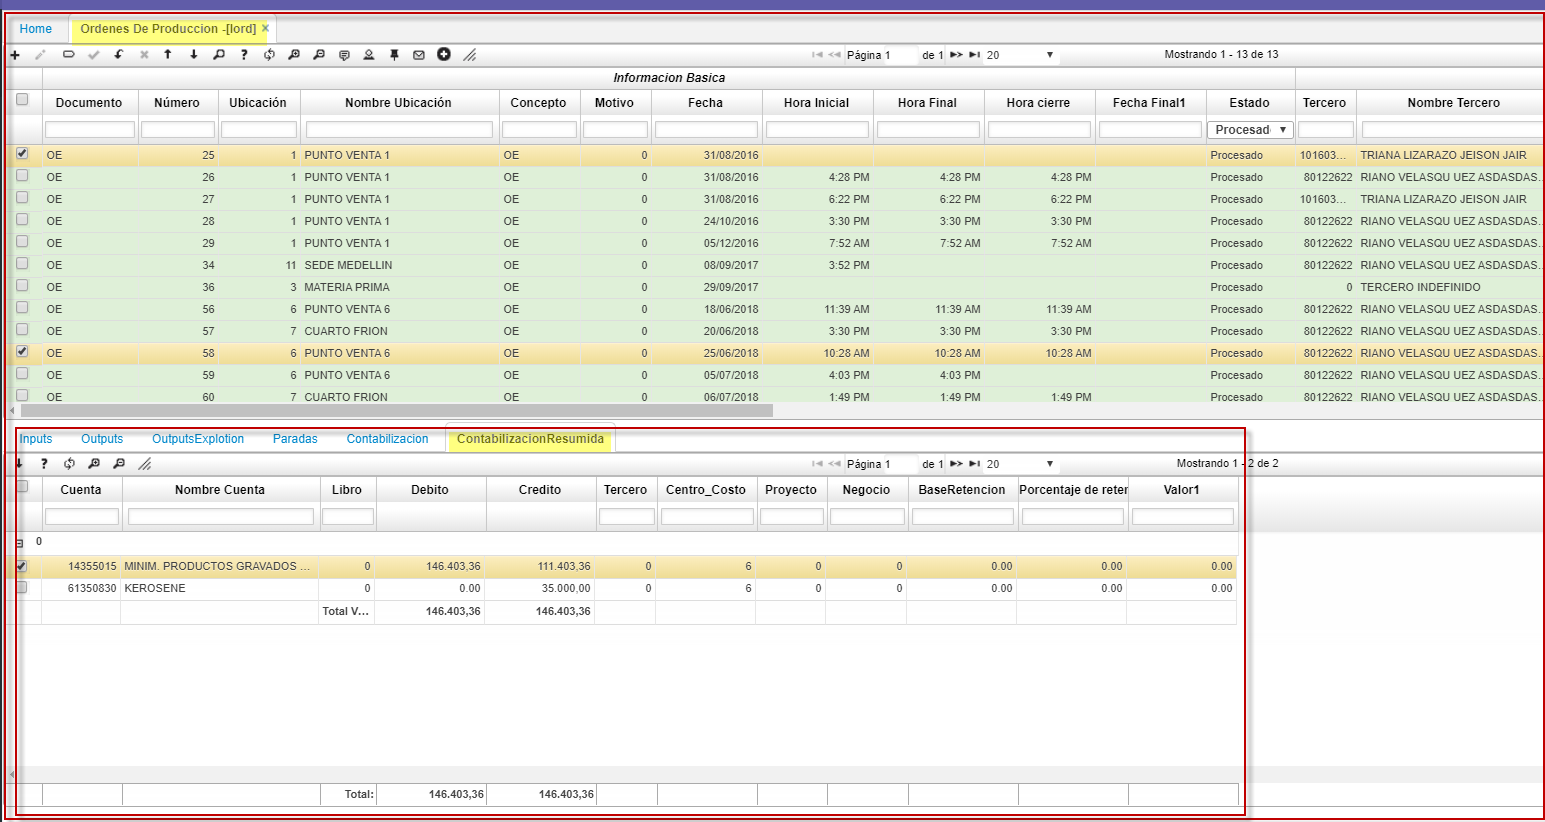 Home Ordenes De Produccion -[lord] ×
Página 1 de 1 20 Mostrando 1 - 13 de 13
Informacion Basica
Documento Número Ubicación Nombre Ubicación Concepto Motivo Fecha Hora Inicial Hora Final Hora cierre Fecha Final1 Estado Tercero Nombre Tercero
Procesad
OE 25 1 PUNTO VENTA 1 OE 0 31/08/2016 Procesado 101603... TRIANA LIZARAZO JEISON JAIR
OE 26 1 PUNTO VENTA 1 OE 0 31/08/2016 4:28 PM 4:28 PM 4:28 PM Procesado 80122622 RIANO VELASQU UEZ ASDASDAS...
OE 27 1 PUNTO VENTA 1 OE 0 31/08/2016 6:22 PM 6:22 PM 6:22 PM Procesado 101603... TRIANA LIZARAZO JEISON JAIR
OE 28 1 PUNTO VENTA 1 OE 0 24/10/2016 3:30 PM 3:30 PM 3:30 PM Procesado 80122622 RIANO VELASQU UEZ ASDASDAS...
OE 29 1 PUNTO VENTA 1 OE 0 05/12/2016 7:52 AM 7:52 AM 7:52 AM Procesado 80122622 RIANO VELASQU UEZ ASDASDAS...
OE 34 11 SEDE MEDELLIN OE 0 08/09/2017 3:52 PM Procesado 80122622 RIANO VELASQU UEZ ASDASDAS...
OE 36 3 MATERIA PRIMA OE 0 29/09/2017 Procesado 0 TERCERO INDEFINIDO
OE 56 6 PUNTO VENTA 6 OE 0 18/06/2018 11:39 AM 11:39 AM 11:39 AM Procesado 80122622 RIANO VELASQU UEZ ASDASDAS...
OE 57 7 CUARTO FRION OE 0 20/06/2018 3:30 PM 3:30 PM 3:30 PM Procesado 80122622 RIANO VELASQU UEZ ASDASDAS...
OE 58 6 PUNTO VENTA 6 OE 0 25/06/2018 10:28 AM 10:28 AM 10:28 AM Procesado 80122622 RIANO VELASQU UEZ ASDASDAS...
OE 59 6 PUNTO VENTA 6 OE 0 05/07/2018 4:03 PM 4:03 PM Procesado 80122622 RIANO VELASQU UEZ ASDASDAS...
OE 60 7 CUARTO FRION OE 0 06/07/2018 1:49 PM 1:49 PM 1:49 PM Procesado 80122622 RIANO VELASQU UEZ ASDASDAS...
Inputs Outputs OutputsExplotion Paradas Contabilizacion ContabilizacionResumida
Página 1 de 1 20 Mostrando 1 - 2 de 2
Cuenta Nombre Cuenta Libro Debito Credito Tercero Centro_Costo Proyecto Negocio BaseRetencion Porcentaje de reter Valor1
0
14355015 MINIM. PRODUCTOS GRAVADOS ... 0 146.403,36 111.403,36 0 6 0 0 0.00 0.00 0.00
61350830 KEROSENE 0 0.00 35.000,00 0 6 0 0 0.00 0.00 0.00
Total V... 146.403,36 146.403,36
Total: 146.403,36 146.403,36